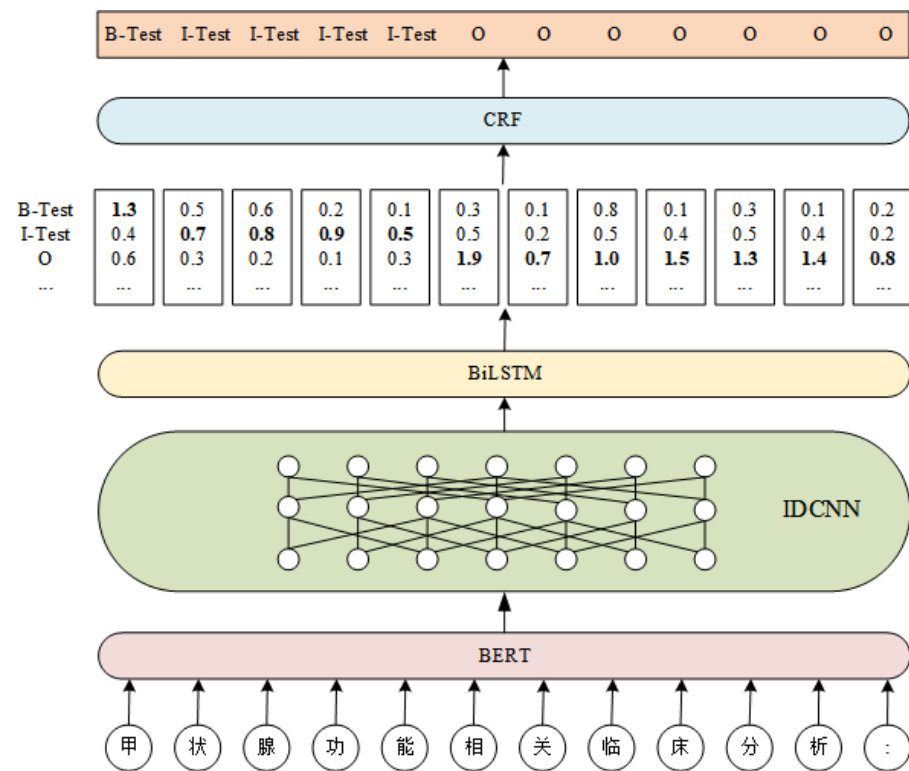 B-Test I-Test I-Test I-Test I-Test O O O O O O O
CRF
B-Test 1.3 0.5 0.6 0.2 0.1 0.3 0.1 0.8 0.1 0.3 0.1 0.2
I-Test 0.4 0.7 0.8 0.9 0.5 0.5 0.2 0.5 0.4 0.5 0.4 0.2
O 0.6 0.3 0.2 0.1 0.3 1.9 0.7 1.0 1.5 1.3 1.4 0.8
... ... ... ... ... ... ... ... ... ... ... ... ...
BiLSTM
IDCNN
BERT
甲 状 腺 功 能 相 关 临 床 分 析 :